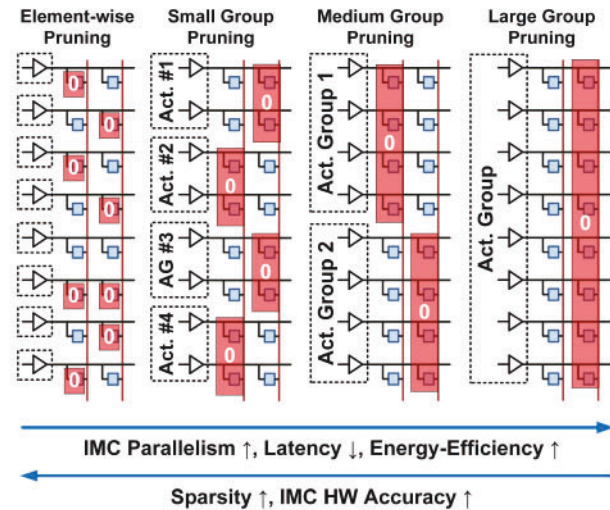 Element-wise Pruning
Small Group Pruning
Medium Group Pruning
Large Group Pruning
0
0
0
0
0
0
0
0
Act. #1
Act. #2
AG #3
Act. #4
0
0
0
0
Act. Group 1
Act. Group 2
0
0
Act. Group
0
IMC Parallelism ↑, Latency ↓, Energy-Efficiency ↑
Sparsity ↑, IMC HW Accuracy ↑